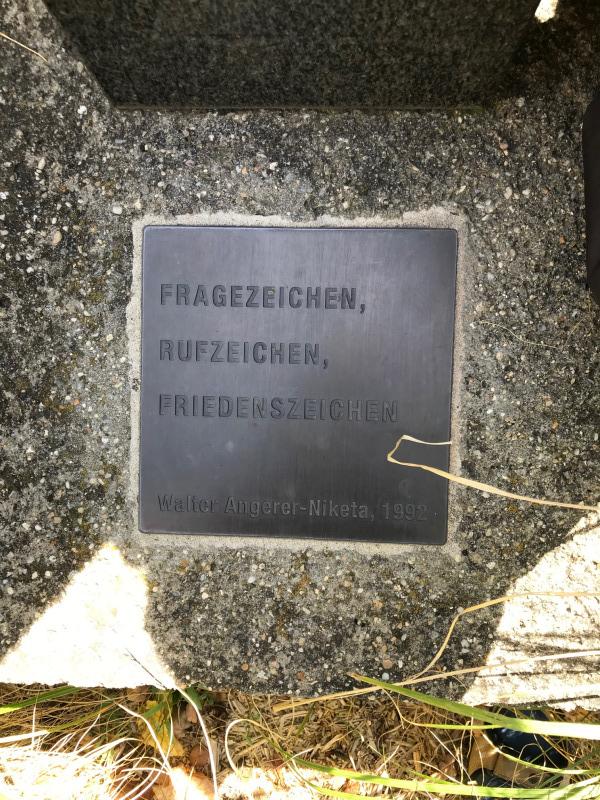 FRAGEZEICHEN,
RUFZEICHEN,
FRIEDENSZEICHEN
Walter Angerer-Niketa, 1992